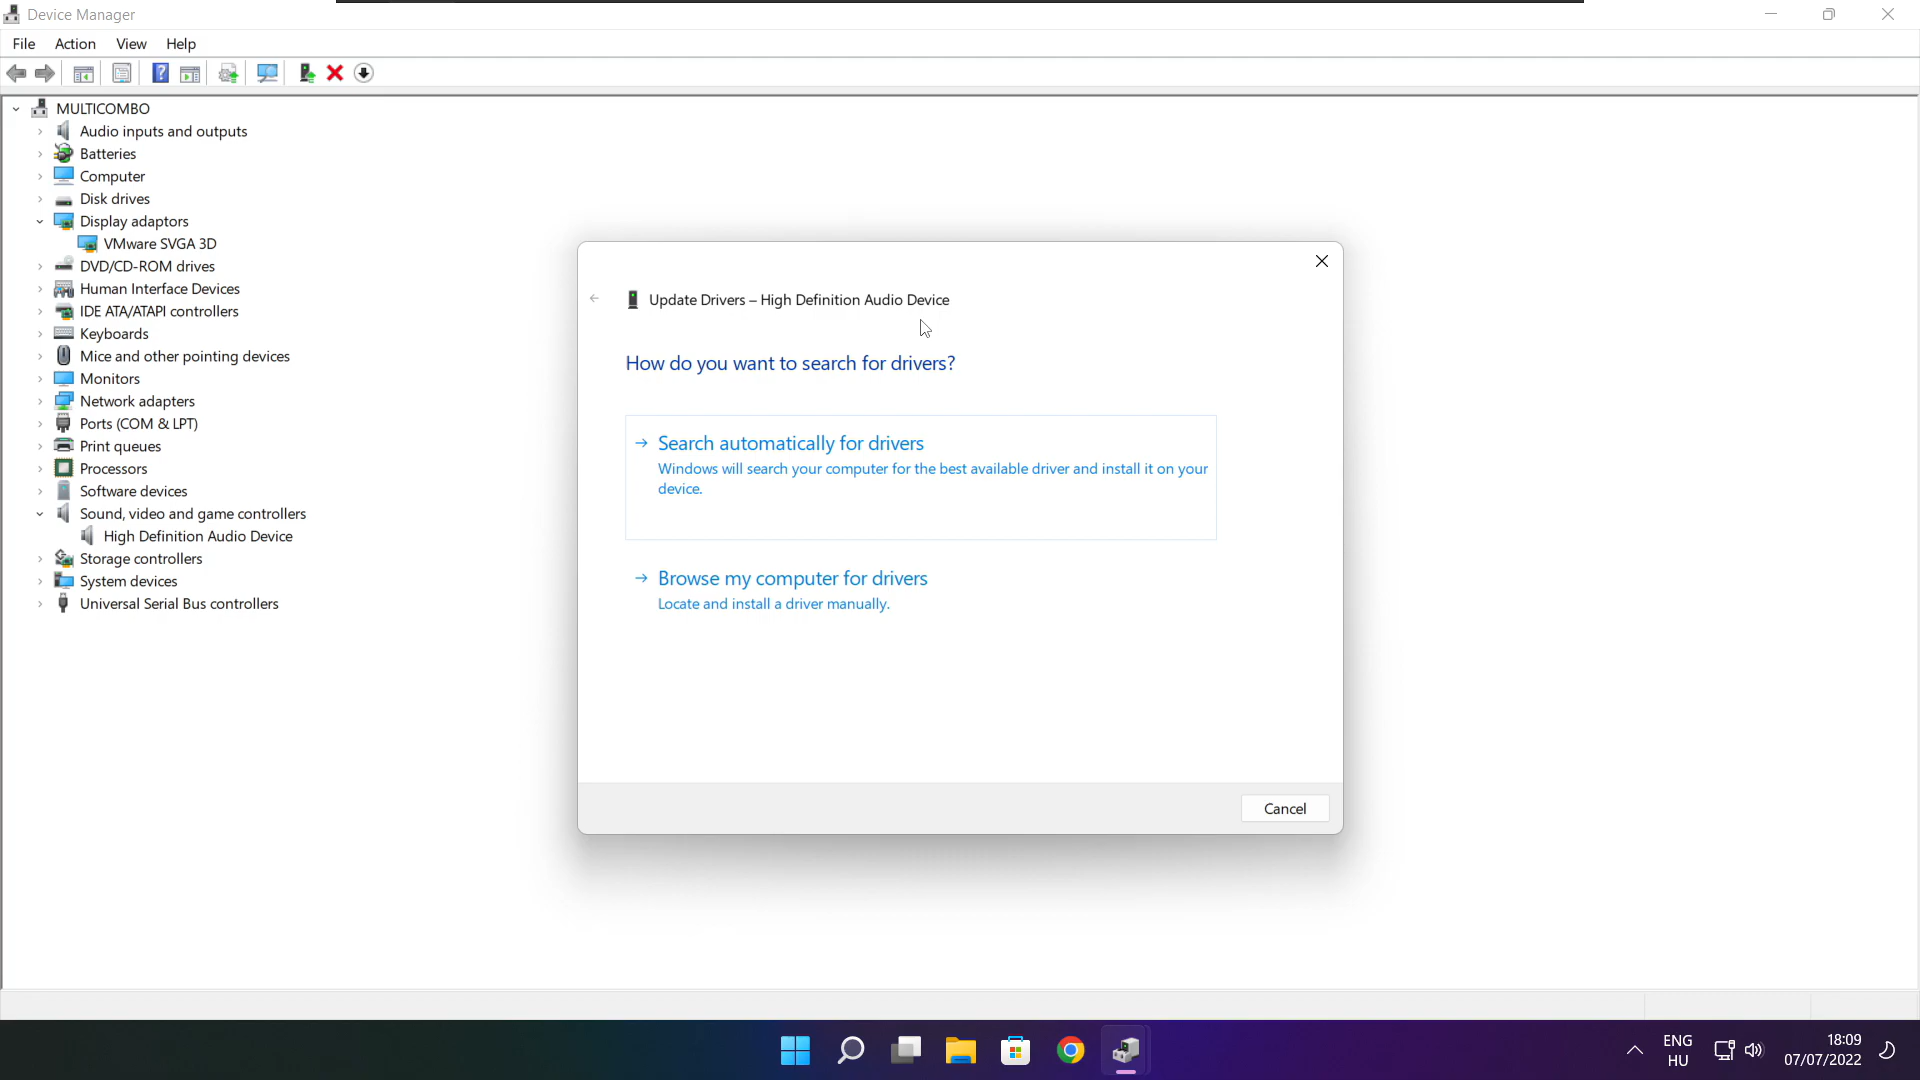 Device Manager
File Action View Help
MULTICOMBO
Audio inputs and outputs
Batteries
Computer
Disk drives
Display adaptors
VMware SVGA 3D
DVD/CD-ROM drives
Human Interface Devices
IDE ATA/ATAPI controllers
Keyboards
Mice and other pointing devices
Monitors
Network adapters
Ports (COM & LPT)
Print queues
Processors
Software devices
Sound, video and game controllers
High Definition Audio Device
Storage controllers
System devices
Universal Serial Bus controllers
Update Drivers – High Definition Audio Device
How do you want to search for drivers?
Search automatically for drivers
Windows will search your computer for the best available driver and install it on your
device.
Browse my computer for drivers
Locate and install a driver manually.
Cancel
ENG
HU
18:09
07/07/2022